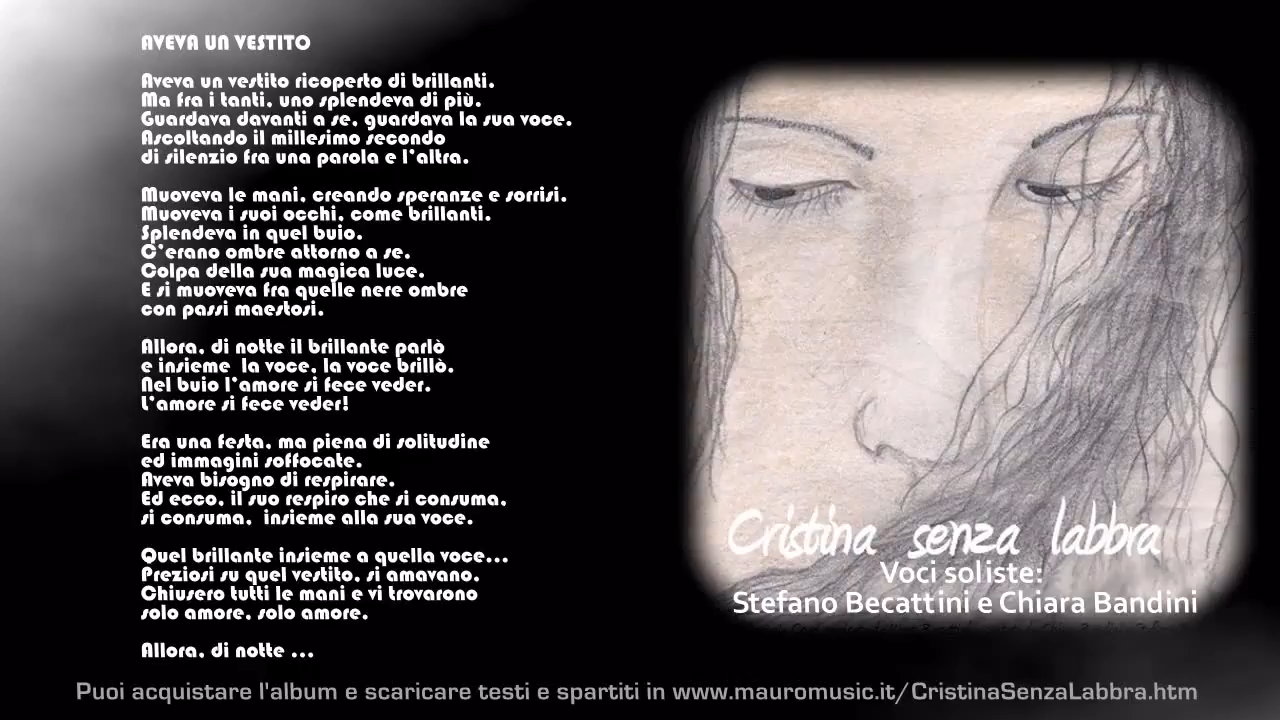 AVEVA UN VESTITO
Aveva un vestito ricoperto di brillanti.
Ma fra i tanti, uno splendeva di più.
Guardava davanti a se, guardava la sua voce.
Ascoltando il millesimo secondo
di silenzio fra una parola e l'altra.
Muoveva le mani, creando speranze e sorrisi.
Muoveva i suoi occhi, come brillanti.
Splendeva in quel buio.
C'erano ombre attorno a se.
Colpa della sua magica luce.
E si muoveva fra quelle nere ombre
con passi maestosi.
Allora, di notte il brillante parlò
e insieme la voce, la voce brillò.
Nel buio l'amore si fece veder.
L'amore si fece veder!
Era una festa, ma piena di solitudine
ed immagini soffocate.
Aveva bisogno di respirare.
Ed ecco, il suo respiro che si consuma,
si consuma, insieme alla sua voce.
Quel brillante insieme a quella voce...
Preziosi su quel vestito, si amavano.
Chiusero tutti le mani e vi trovarono
solo amore, solo amore.
Allora, di notte ...
Cristina senza labbra
Voci soliste:
Stefano Becattini e Chiara Bandini
Puoi acquistare l'album e scaricare testi e spartiti in www.mauromusic.it/CristinaSenzaLabbra.htm